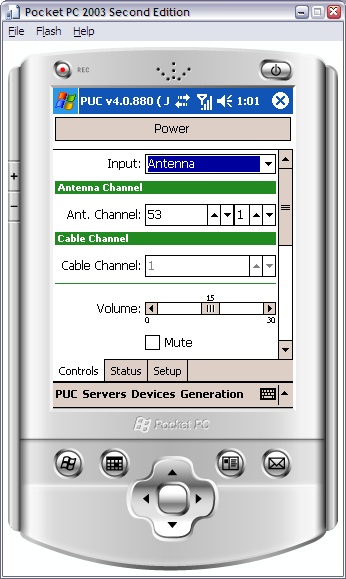 Pocket PC 2003 Second Edition
File Flash Help
REC
PUC v4.0.880 ( J 1:01
Power
Input: Antenna
Antenna Channel
Ant. Channel: 53 1
Cable Channel
Cable Channel: 1
15
Volume:
0 30
Mute
Controls Status Setup
PUC Servers Devices Generation
Pocket PC